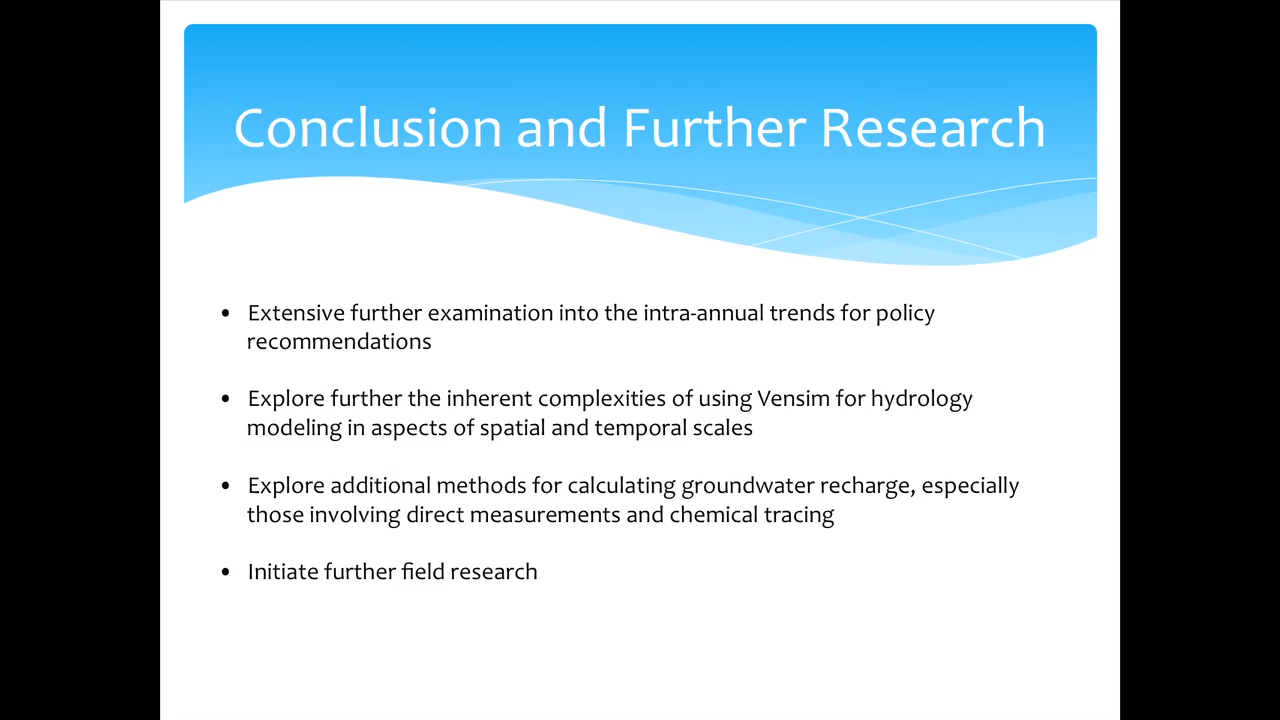 Conclusion and Further Research
• Extensive further examination into the intra-annual trends for policy
recommendations
• Explore further the inherent complexities of using Vensim for hydrology
modeling in aspects of spatial and temporal scales
• Explore additional methods for calculating groundwater recharge, especially
those involving direct measurements and chemical tracing
• Initiate further field research